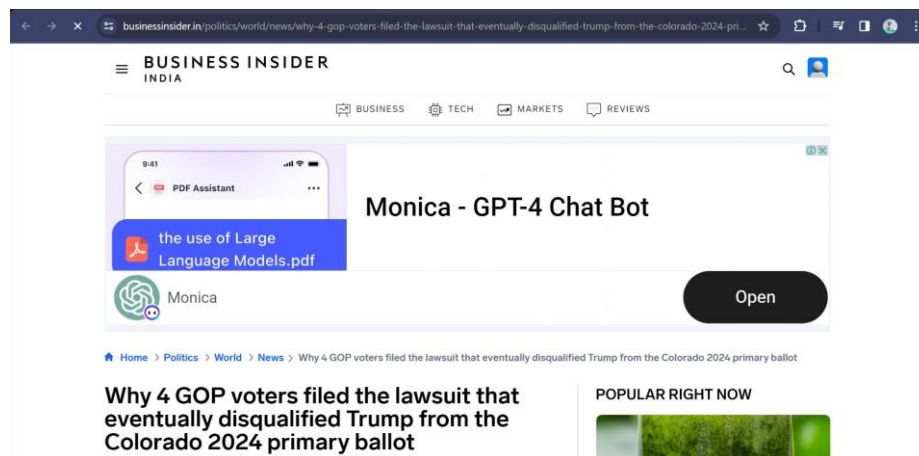 businessinsider.in/politics/world/news/why-4-gop-voters-filed-the-lawsuit-that-eventually-disqualified-trump-from-the-colorado-2024-pri...
BUSINESS INSIDER
INDIA
BUSINESS TECH MARKETS REVIEWS
9:41
PDF Assistant
the use of Large
Language Models.pdf
Monica - GPT-4 Chat Bot
Monica
Open
Home > Politics > World > News > Why 4 GOP voters filed the lawsuit that eventually disqualified Trump from the Colorado 2024 primary ballot
Why 4 GOP voters filed the lawsuit that
eventually disqualified Trump from the
Colorado 2024 primary ballot
POPULAR RIGHT NOW